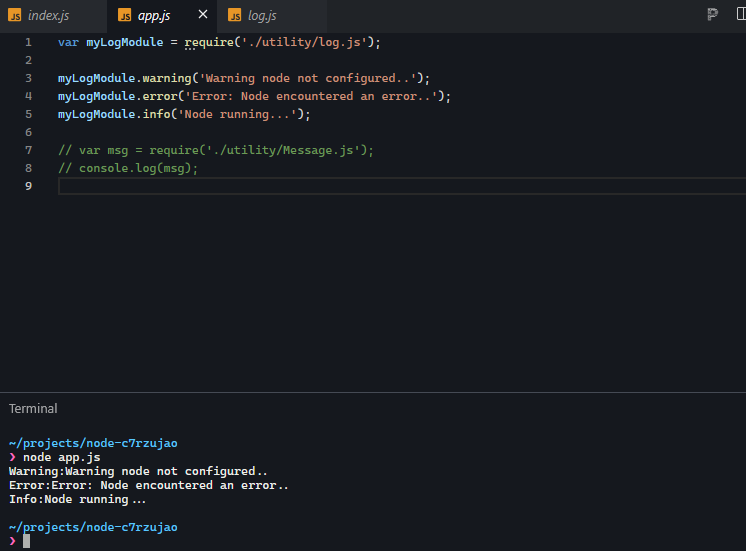 JS index.js JS app.js × JS log.js
1 var myLogModule = require('./utility/log.js');
2
3 myLogModule.warning('Warning node not configured..');
4 myLogModule.error('Error: Node encountered an error..');
5 myLogModule.info('Node running...');
6
7 // var msg = require('./utility/Message.js');
8 // console.log(msg);
9
Terminal
~/projects/node-c7rzujao
❯ node app.js
Warning:Warning node not configured..
Error:Error: Node encountered an error..
Info:Node running...
~/projects/node-c7rzujao
❯